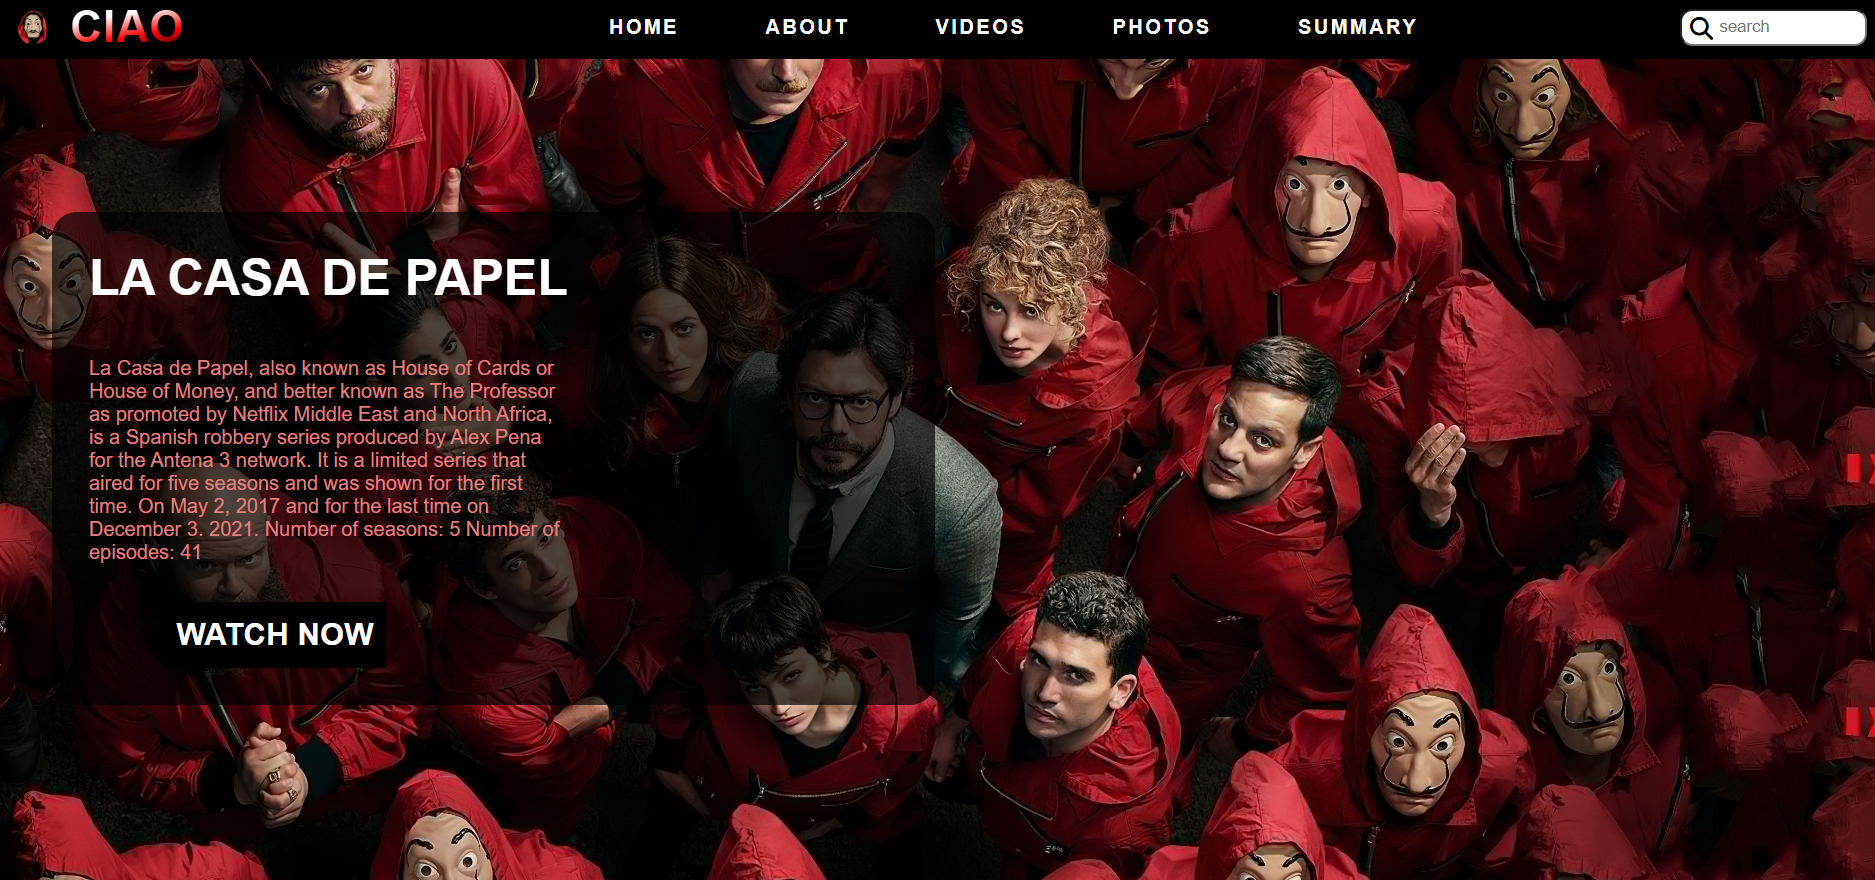 CIAO
HOME ABOUT VIDEOS PHOTOS SUMMARY
search
LA CASA DE PAPEL
La Casa de Papel, also known as House of Cards or
House of Money, and better known as The Professor
as promoted by Netflix Middle East and North Africa,
is a Spanish robbery series produced by Alex Pena
for the Antena 3 network. It is a limited series that
aired for five seasons and was shown for the first
time. On May 2, 2017 and for the last time on
December 3. 2021. Number of seasons: 5 Number of
episodes: 41
WATCH NOW